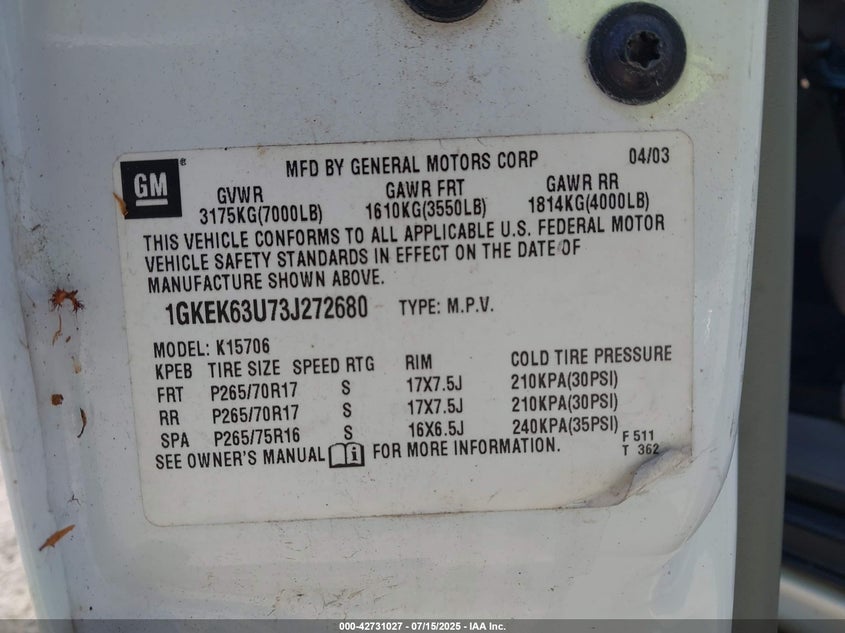 GM ® MFD BY GENERAL MOTORS CORP 04/03
GVWR GAWR FRT GAWR RR
3175KG(7000LB) 1610KG(3550LB) 1814KG(4000LB)
THIS VEHICLE CONFORMS TO ALL APPLICABLE U.S. FEDERAL MOTOR
VEHICLE SAFETY STANDARDS IN EFFECT ON THE DATE OF
MANUFACTURE SHOWN ABOVE.
1GKEK63U73J272680 TYPE: M.P.V.
MODEL: K15706
KPEB TIRE SIZE SPEED RTG RIM COLD TIRE PRESSURE
FRT P265/70R17 S 17X7.5J 210KPA(30PSI)
RR P265/70R17 S 17X7.5J 210KPA(30PSI)
SPA P265/75R16 S 16X6.5J 240KPA(35PSI)
SEE OWNER'S MANUAL FOR MORE INFORMATION.
F 511
T 362
000-42731027 - 07/15/2025 - IAA Inc.